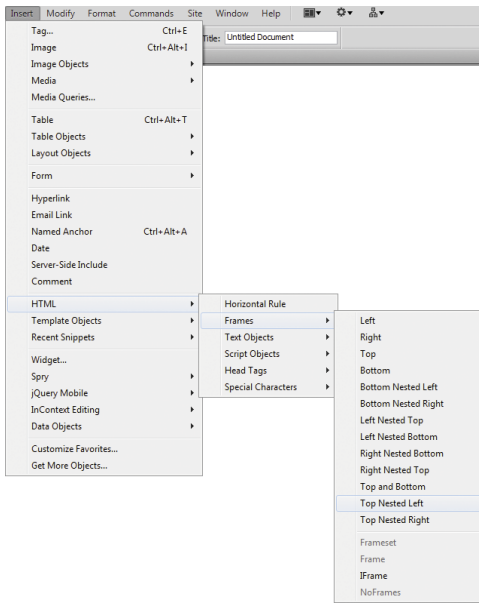 Insert Modify Format Commands Site Window Help
Title: Untitled Document
Tag... Ctrl+E
Image Ctrl+Alt+I
Image Objects
Media
Media Queries...
Table Ctrl+Alt+T
Table Objects
Layout Objects
Form
Hyperlink
Email Link
Named Anchor Ctrl+Alt+A
Date
Server-Side Include
Comment
HTML
Template Objects
Recent Snippets
Widget...
Spry
jQuery Mobile
InContext Editing
Data Objects
Customize Favorites...
Get More Objects...
Horizontal Rule
Frames
Text Objects
Script Objects
Head Tags
Special Characters
Left
Right
Top
Bottom
Bottom Nested Left
Bottom Nested Right
Left Nested Top
Left Nested Bottom
Right Nested Bottom
Right Nested Top
Top and Bottom
Top Nested Left
Top Nested Right
Frameset
Frame
IFrame
NoFrames